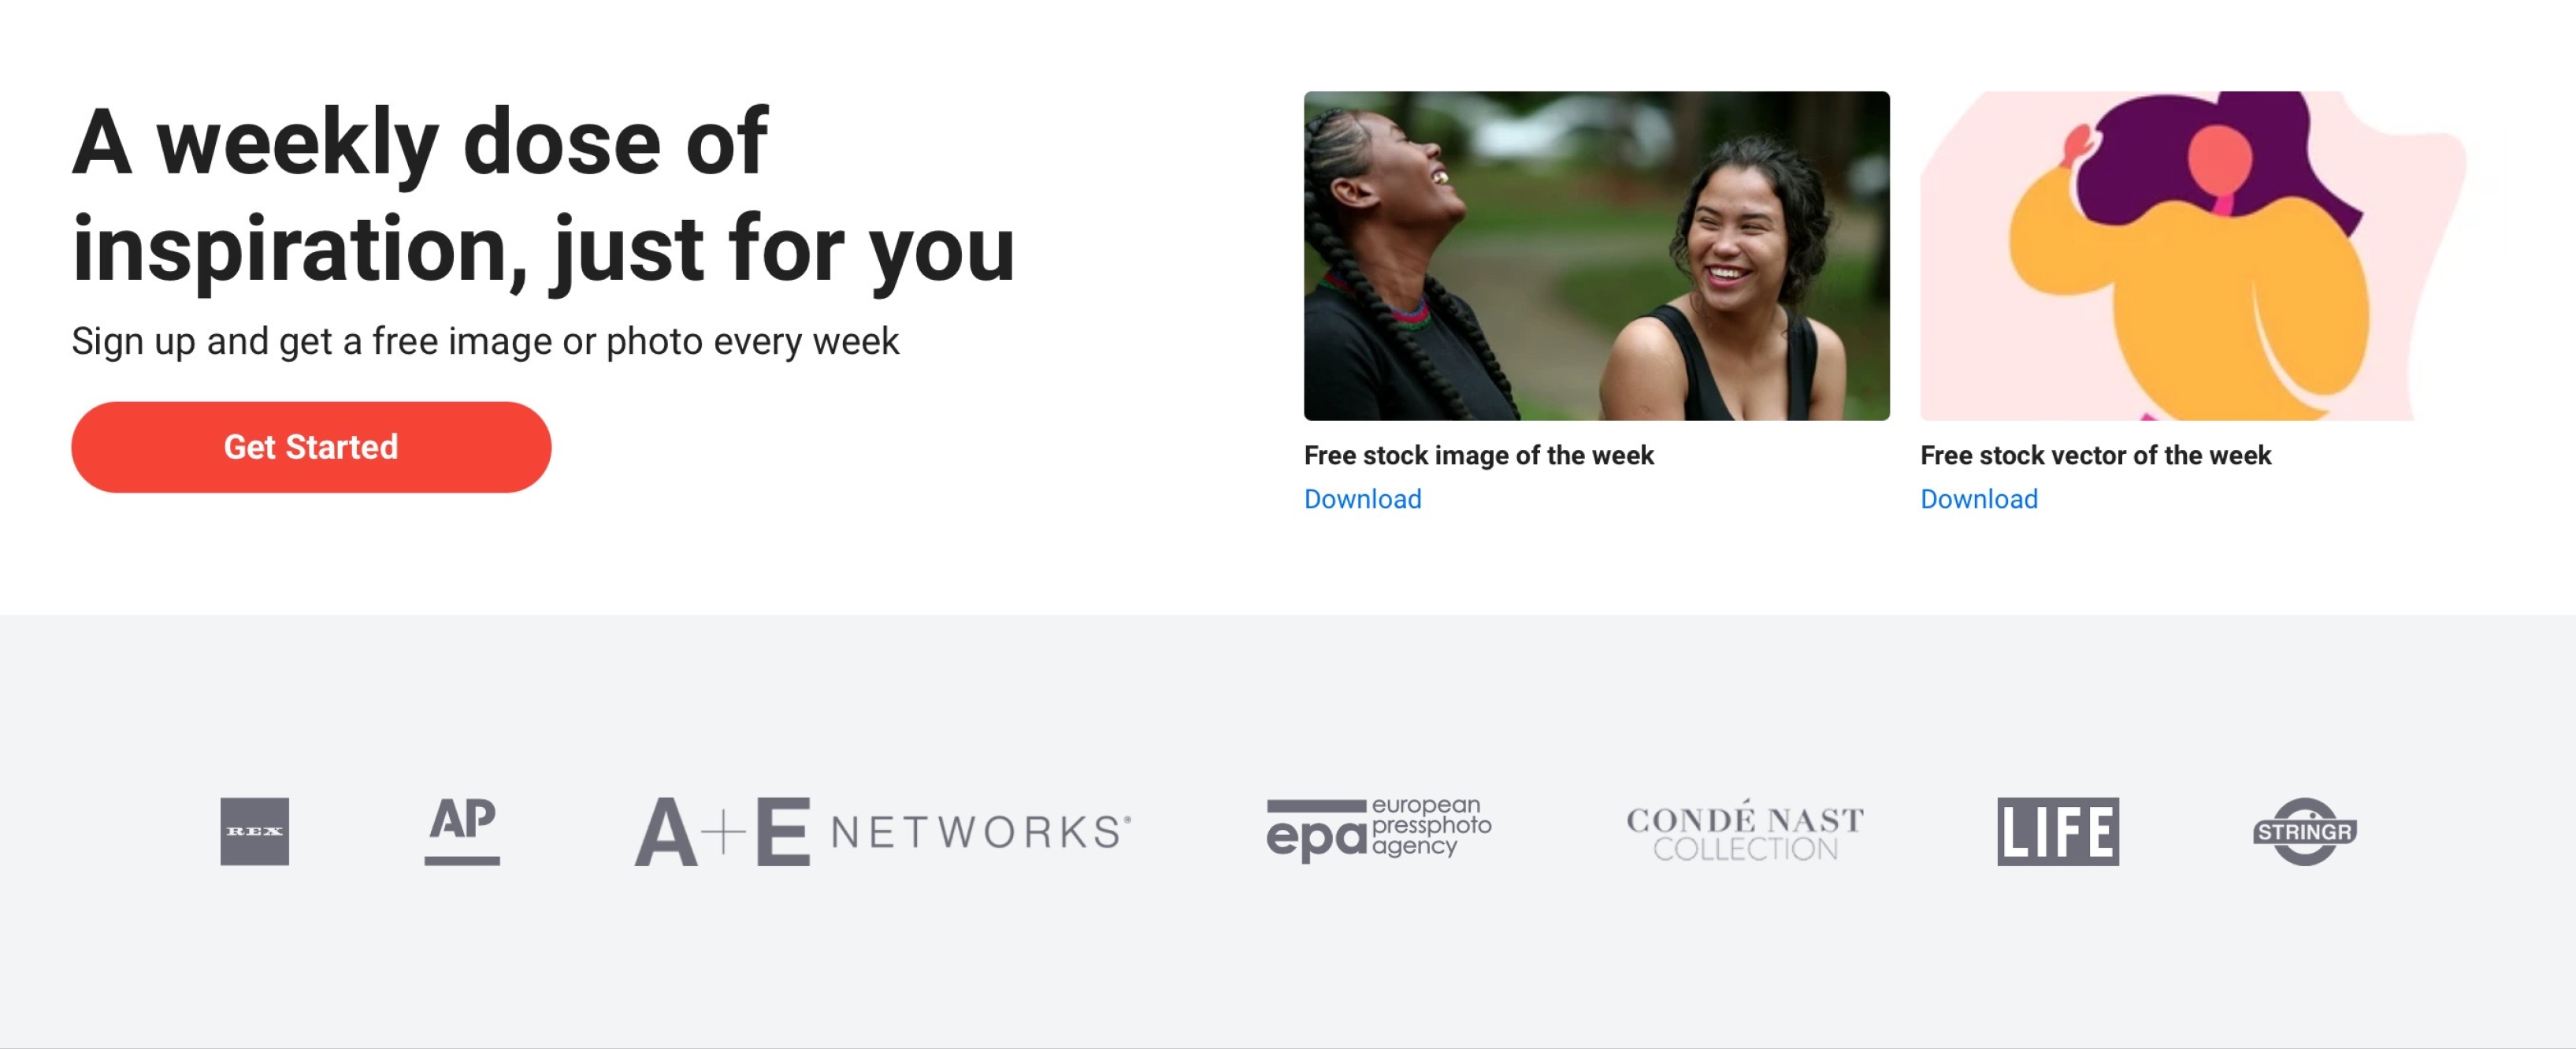 A weekly dose of
inspiration, just for you
Sign up and get a free image or photo every week
Get Started
Free stock image of the week
Download
Free stock vector of the week
Download
REX
AP
A+E NETWORKS®
epa european
pressphoto
agency
CONDÉ NAST
COLLECTION
LIFE
STRINGR